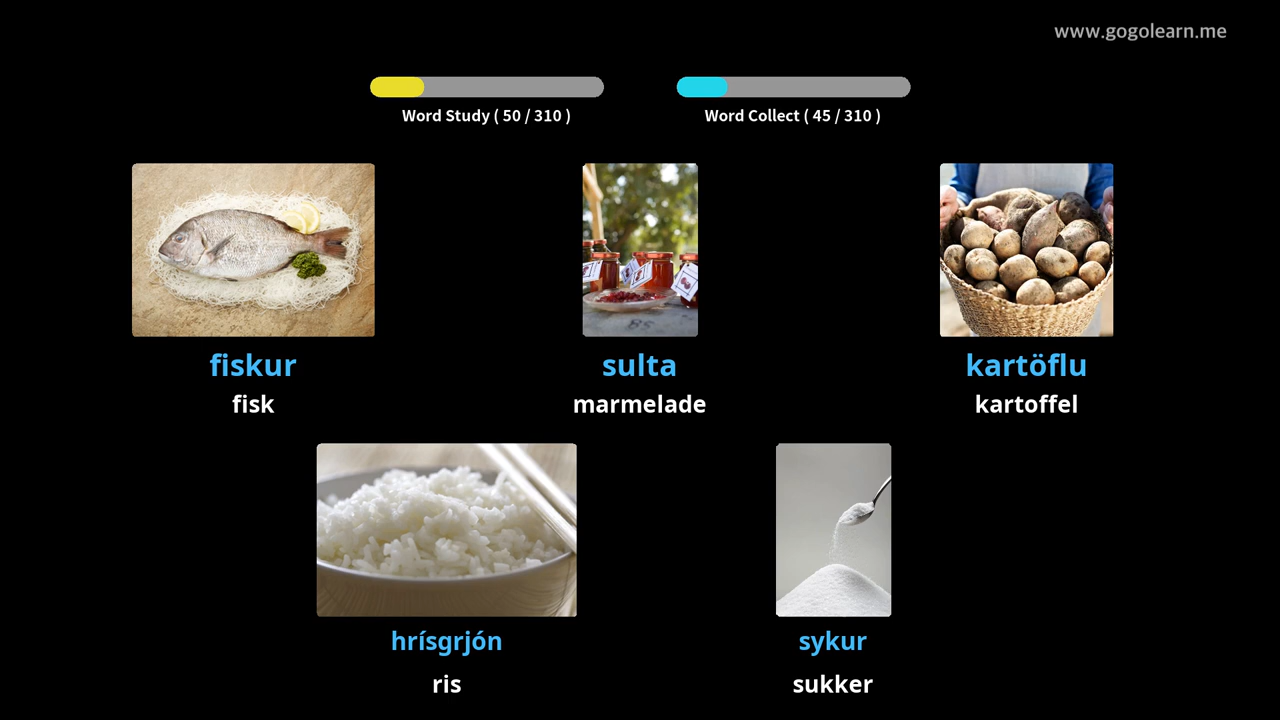 www.gogolearn.me
Word Study ( 50 / 310 )
Word Collect ( 45 / 310 )
fiskur
fisk
sulta
marmelade
kartöflu
kartoffel
hrísgrjón
ris
sykur
sukker